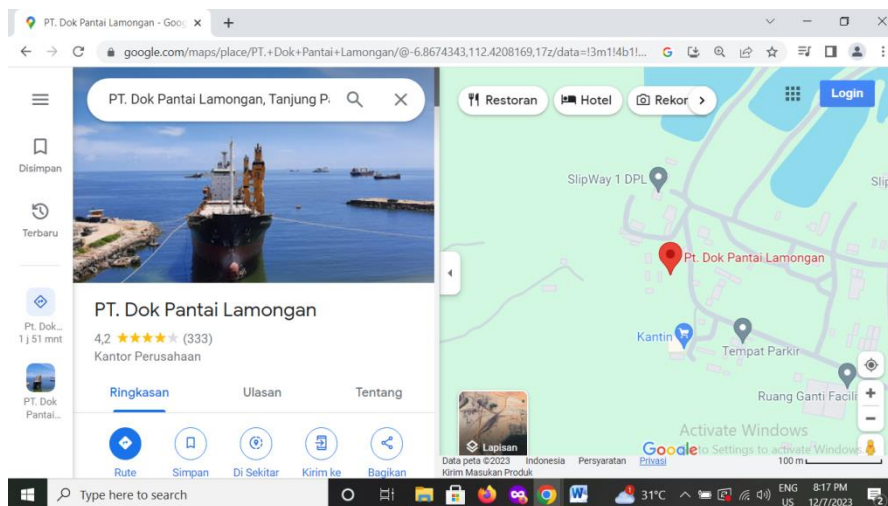 PT. Dok Pantai Lamongan - Goog
google.com/maps/place/PT.+Dok+Pantai+Lamongan/@-6.8674343,112.4208169,17z/data=!3m1!4b1!...
PT. Dok Pantai Lamongan, Tanjung P
Restoran
Hotel
Rekor
Login
Disimpan
Terbaru
Pt. Dok...
1 j 51 mnt
PT. Dok
Pantai...
PT. Dok Pantai Lamongan
4,2 (333)
Kantor Perusahaan
Ringkasan Ulasan Tentang
Rute Simpan Di Sekitar Kirim ke Bagikan
SlipWay 1 DPL
Slip
Pt. Dok Pantai Lamongan
Kantin
Tempat Parkir
Ruang Ganti Facili
Lapisan
Google
Activate Windows
to Settings to activate Windows.
Data peta ©2023 Indonesia Persyaratan Privasi 100 m
Kirim Masukan Produk
Type here to search
31°C
ENG
US
8:17 PM
12/7/2023
2